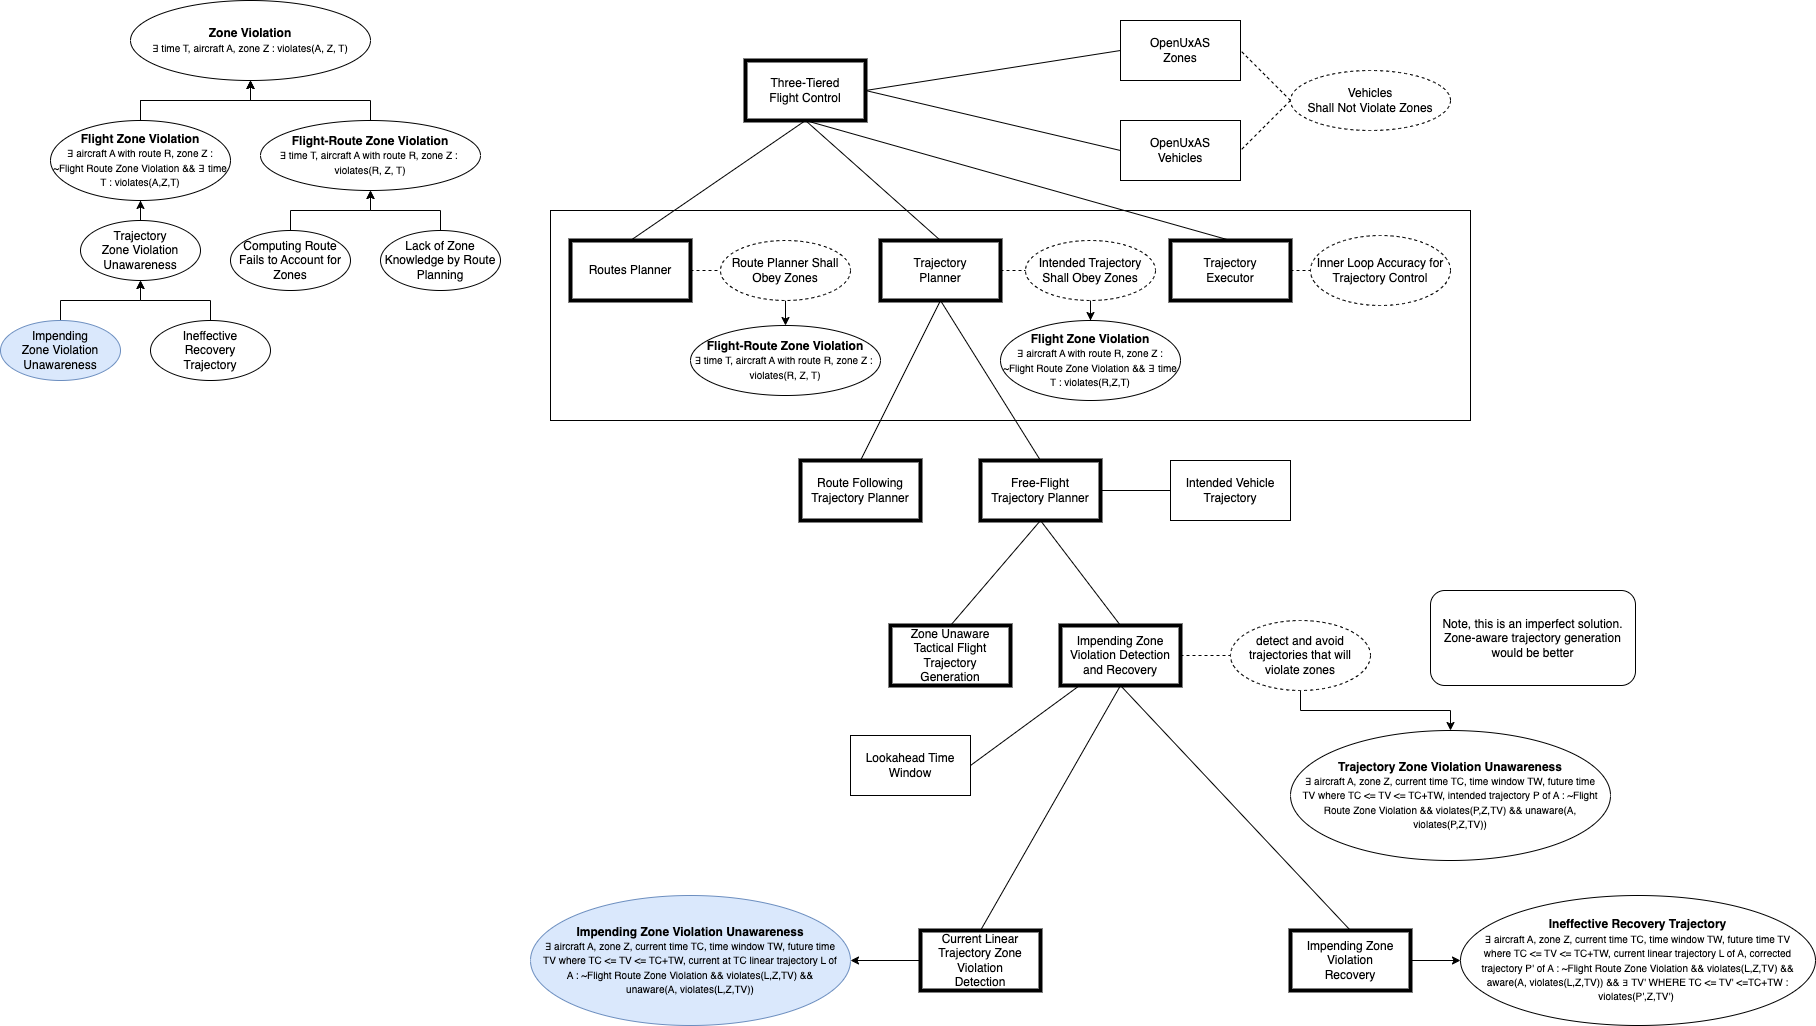 Zone Violation
∃ time T, aircraft A, zone Z : violates(A, Z, T)
Flight Zone Violation
∃ aircraft A with route R, zone Z :
~Flight Route Zone Violation && ∃ time
T : violates(A,Z,T)
Flight-Route Zone Violation
∃ time T, aircraft A with route R, zone Z :
violates(R, Z, T)
Trajectory
Zone Violation
Unawareness
Computing Route
Fails to Account for
Zones
Lack of Zone
Knowledge by Route
Planning
Impending
Zone Violation
Unawareness
Ineffective
Recovery
Trajectory
Three-Tiered
Flight Control
OpenUxAS
Zones
OpenUxAS
Vehicles
Vehicles
Shall Not Violate Zones
Routes Planner
Route Planner Shall
Obey Zones
Trajectory
Planner
Intended Trajectory
Shall Obey Zones
Trajectory
Executor
Inner Loop Accuracy for
Trajectory Control
Flight-Route Zone Violation
∃ time T, aircraft A with route R, zone Z :
violates(R, Z, T)
Flight Zone Violation
∃ aircraft A with route R, zone Z :
~Flight Route Zone Violation && ∃ time
T : violates(R,Z,T)
Route Following
Trajectory Planner
Free-Flight
Trajectory Planner
Intended Vehicle
Trajectory
Zone Unaware
Tactical Flight
Trajectory
Generation
Impending Zone
Violation Detection
and Recovery
detect and avoid
trajectories that will
violate zones
Note, this is an imperfect solution.
Zone-aware trajectory generation
would be better
Lookahead Time
Window
Trajectory Zone Violation Unawareness
∃ aircraft A, zone Z, current time TC, time window TW, future time
TV where TC <= TV <= TC+TW, intended trajectory P of A : ~Flight
Route Zone Violation && violates(P,Z,TV) && unaware(A,
violates(P,Z,TV))
Impending Zone Violation Unawareness
∃ aircraft A, zone Z, current time TC, time window TW, future time
TV where TC <= TV <= TC+TW, current at TC linear trajectory L of
A : ~Flight Route Zone Violation && violates(L,Z,TV) &&
unaware(A, violates(L,Z,TV))
Current Linear
Trajectory Zone
Violation
Detection
Impending Zone
Violation
Recovery
Ineffective Recovery Trajectory
∃ aircraft A, zone Z, current time TC, time window TW, future time TV
where TC <= TV <= TC+TW, current linear trajectory L of A, corrected
trajectory P' of A : ~Flight Route Zone Violation && violates(L,Z,TV) &&
aware(A, violates(L,Z,TV)) && ∃ TV' WHERE TC <= TV' <=TC+TW :
violates(P',Z,TV')